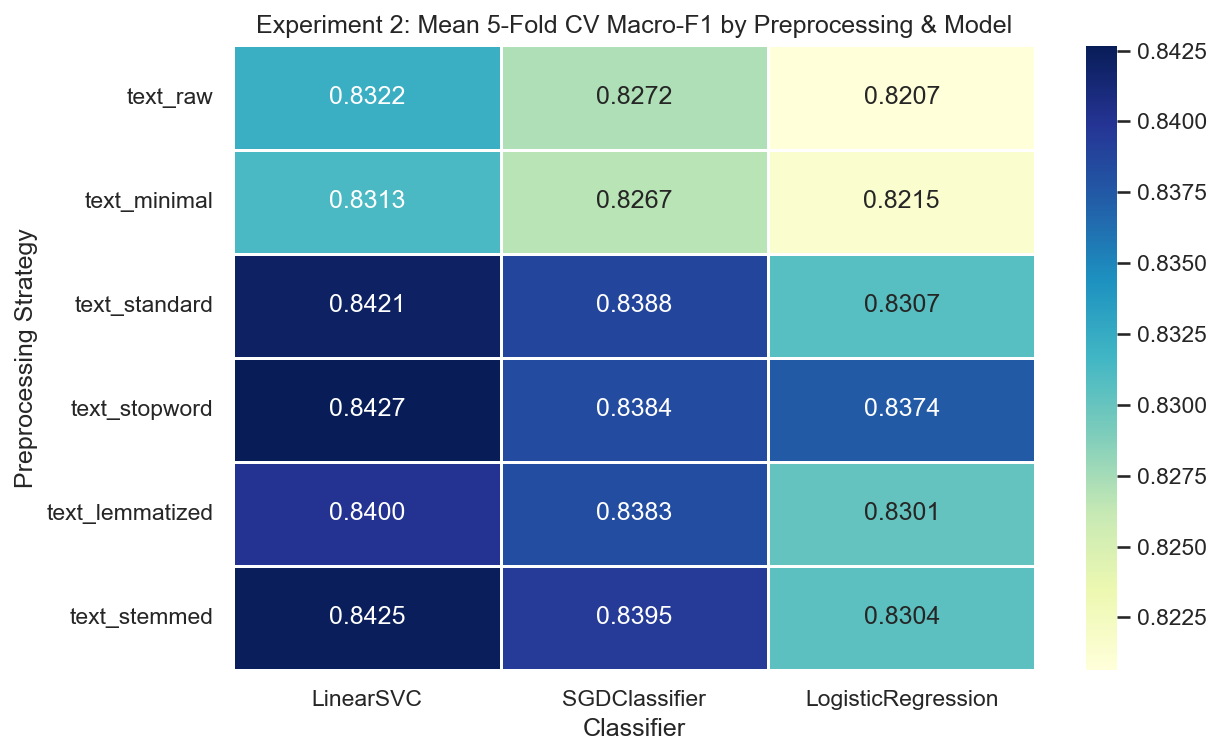 Experiment 2: Mean 5-Fold CV Macro-F1 by Preprocessing & Model
Preprocessing Strategy
text_raw 0.8322 0.8272 0.8207
text_minimal 0.8313 0.8267 0.8215
text_standard 0.8421 0.8388 0.8307
text_stopword 0.8427 0.8384 0.8374
text_lemmatized 0.8400 0.8383 0.8301
text_stemmed 0.8425 0.8395 0.8304
LinearSVC SGDClassifier LogisticRegression
Classifier
0.8425
0.8400
0.8375
0.8350
0.8325
0.8300
0.8275
0.8250
0.8225